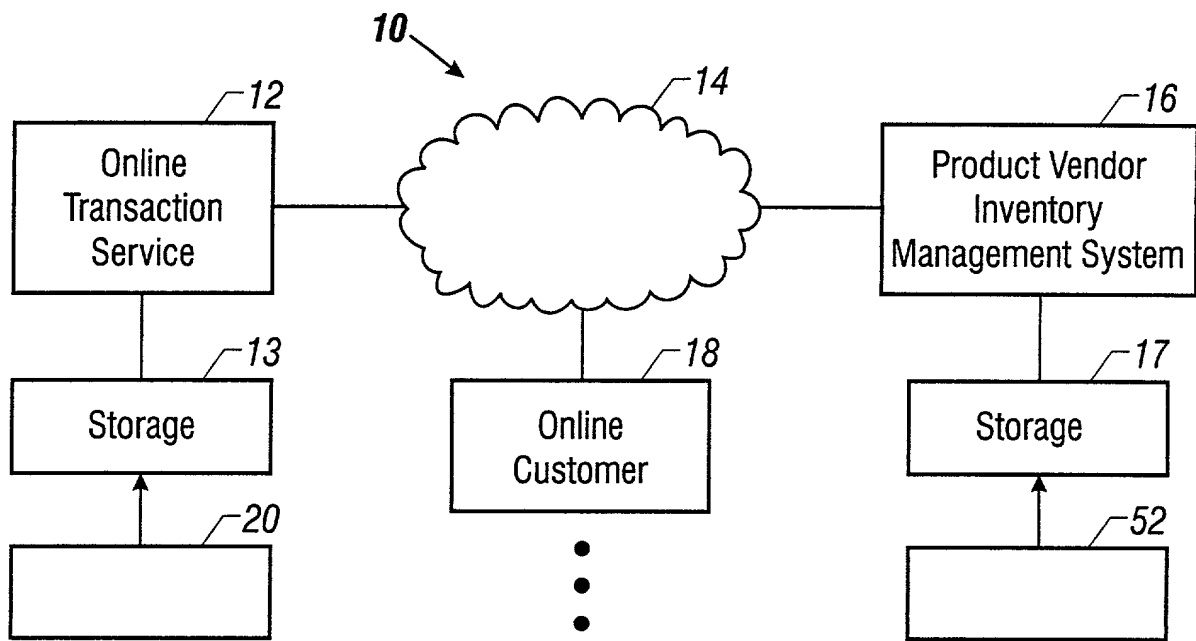 10
12
14
16
Online
Transaction
Service
Product Vendor
Inventory
Management System
13
18
17
Storage
Online
Customer
Storage
20
52